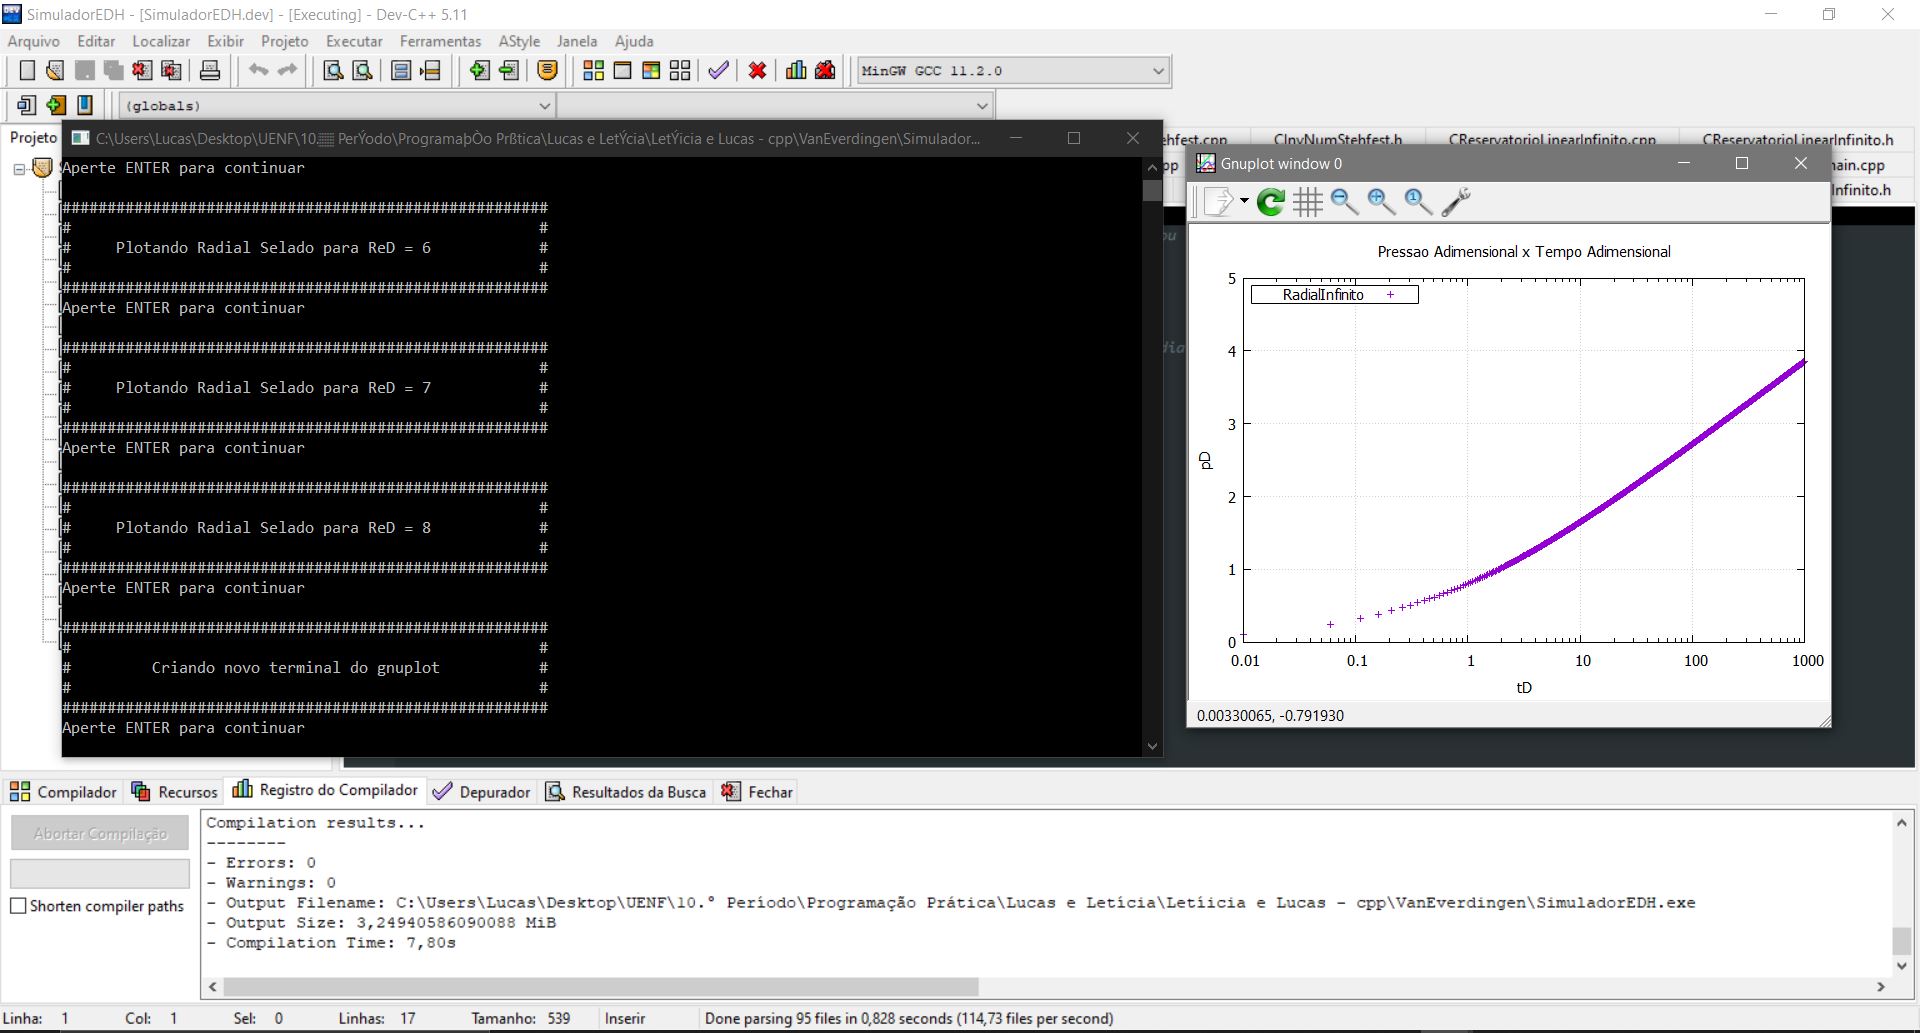 SimuladorEDH - [SimuladorEDH.dev] - [Executing] - Dev-C++ 5.11
Arquivo Editar Localizar Exibir Projeto Executar Ferramentas AStyle Janela Ajuda
MinGW GCC 11.2.0
(globals)
Projeto
C:\Users\Lucas\Desktop\UENF\10.▒ PerÝodo\ProgramaþÒo Prßtica\Lucas e LetÝcia\LetÝicia e Lucas - cpp\VanEverdingen\Simulador...
Aperte ENTER para continuar
######################################################
# #
# Plotando Radial Selado para ReD = 6 #
# #
######################################################
Aperte ENTER para continuar
######################################################
# #
# Plotando Radial Selado para ReD = 7 #
# #
######################################################
Aperte ENTER para continuar
######################################################
# #
# Plotando Radial Selado para ReD = 8 #
# #
######################################################
Aperte ENTER para continuar
######################################################
# #
# Criando novo terminal do gnuplot #
# #
######################################################
Aperte ENTER para continuar
ehfest.cpp CInvNumStehfest.h CReservatorioLinearInfinito.cpp CReservatorioLinearInfinito.h
pp
ain.cpp
Infinito.h
ou
dia
Gnuplot window 0
Pressao Adimensional x Tempo Adimensional
RadialInfinito
5
4
3
2
1
0
pD
0.01 0.1 1 10 100 1000
tD
0.00330065, -0.791930
Compilador Recursos Registro do Compilador Depurador Resultados da Busca Fechar
Abortar Compilação
Shorten compiler paths
Compilation results...
--------
- Errors: 0
- Warnings: 0
- Output Filename: C:\Users\Lucas\Desktop\UENF\10.° Período\Programação Prática\Lucas e Letícia\Letíicia e Lucas - cpp\VanEverdingen\SimuladorEDH.exe
- Output Size: 3,24940586090088 MiB
- Compilation Time: 7,80s
Linha: 1 Col: 1 Sel: 0 Linhas: 17 Tamanho: 539 Inserir Done parsing 95 files in 0,828 seconds (114,73 files per second)